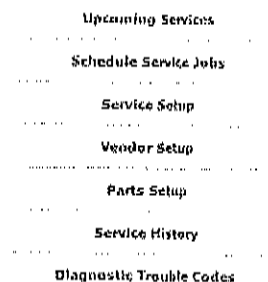 Upcoming Services
Schedule Service Jobs
Service Setup
Vendor Setup
Parts Setup
Service History
Diagnostic Trouble Codes